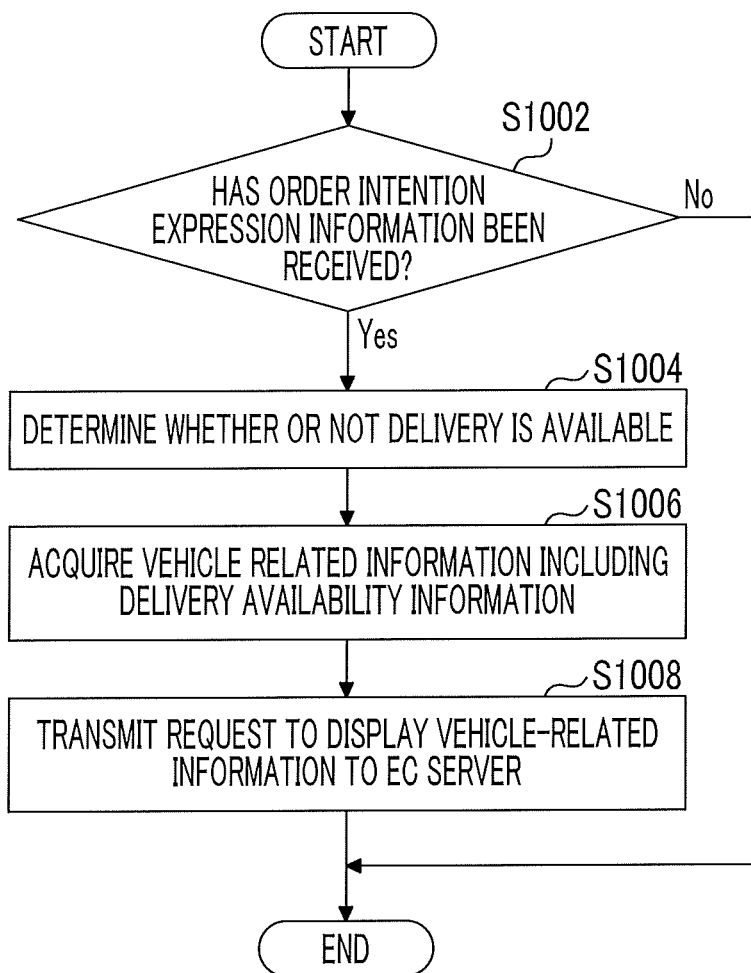 START
S1002
HAS ORDER INTENTION
EXPRESSION INFORMATION BEEN
RECEIVED?
No
Yes
S1004
DETERMINE WHETHER OR NOT DELIVERY IS AVAILABLE
S1006
ACQUIRE VEHICLE RELATED INFORMATION INCLUDING
DELIVERY AVAILABILITY INFORMATION
S1008
TRANSMIT REQUEST TO DISPLAY VEHICLE-RELATED
INFORMATION TO EC SERVER
END